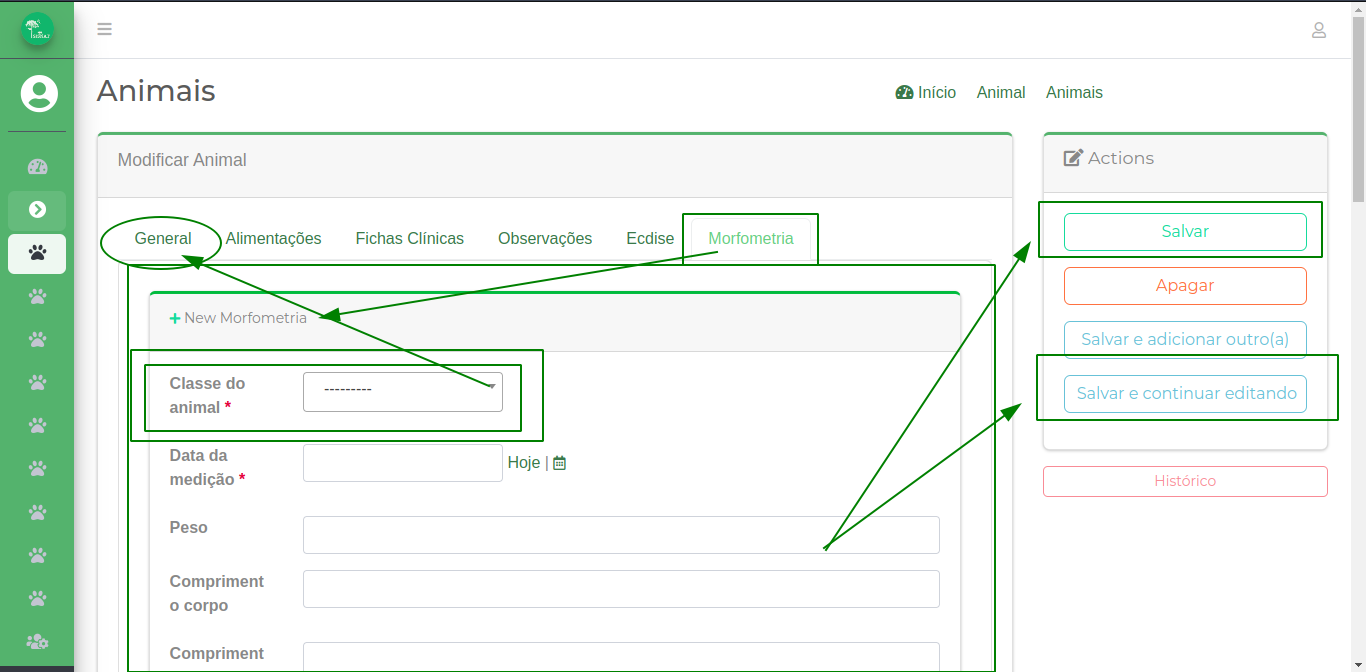 Animais
Início Animal Animais
Modificar Animal
General Alimentações Fichas Clínicas Observações Ecdise Morfometria
New Morfometria
Classe do
animal *
---------
Data da
medição *
Hoje |
Peso
Compriment
o corpo
Compriment
Actions
Salvar
Apagar
Salvar e adicionar outro(a)
Salvar e continuar editando
Histórico